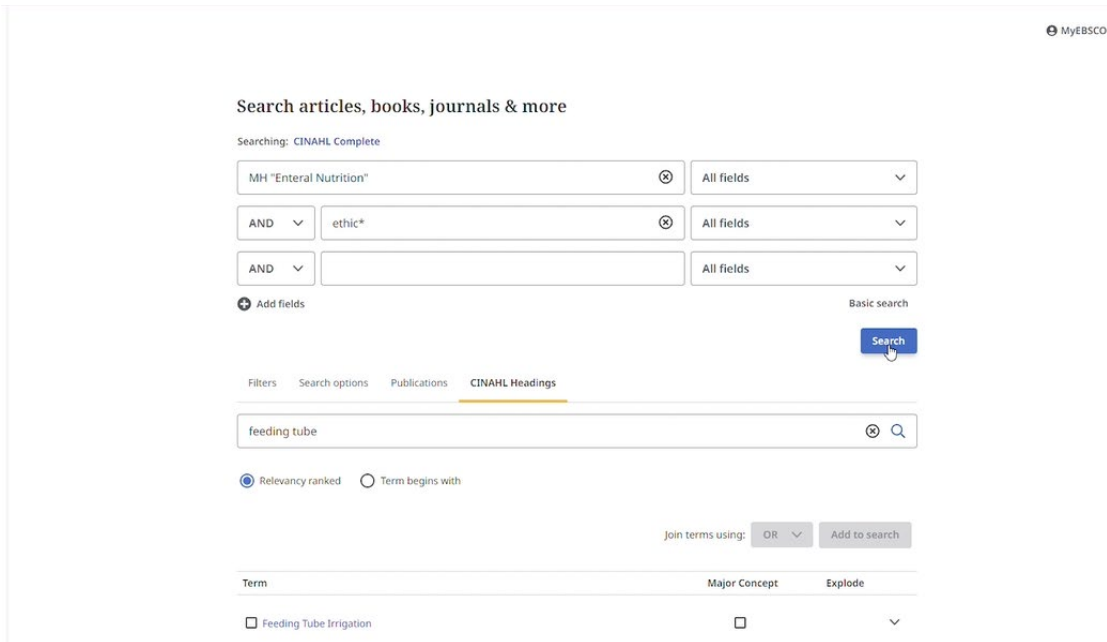 MyEBSCO
Search articles, books, journals & more
Searching: CINAHL Complete
MH "Enteral Nutrition" All fields
AND ethic* All fields
AND All fields
Add fields Basic search
Search
Filters Search options Publications CINAHL Headings
feeding tube
Relevancy ranked Term begins with
Join terms using: OR Add to search
Term Major Concept Explode
Feeding Tube Irrigation